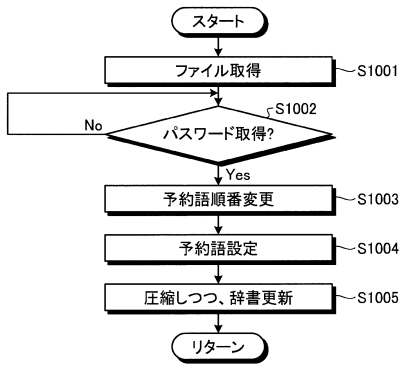 スタート
ファイル取得
S1001
S1002
パスワード取得?
No
Yes
予約語順番変更
S1003
予約語設定
S1004
圧縮しつつ、辞書更新
S1005
リターン